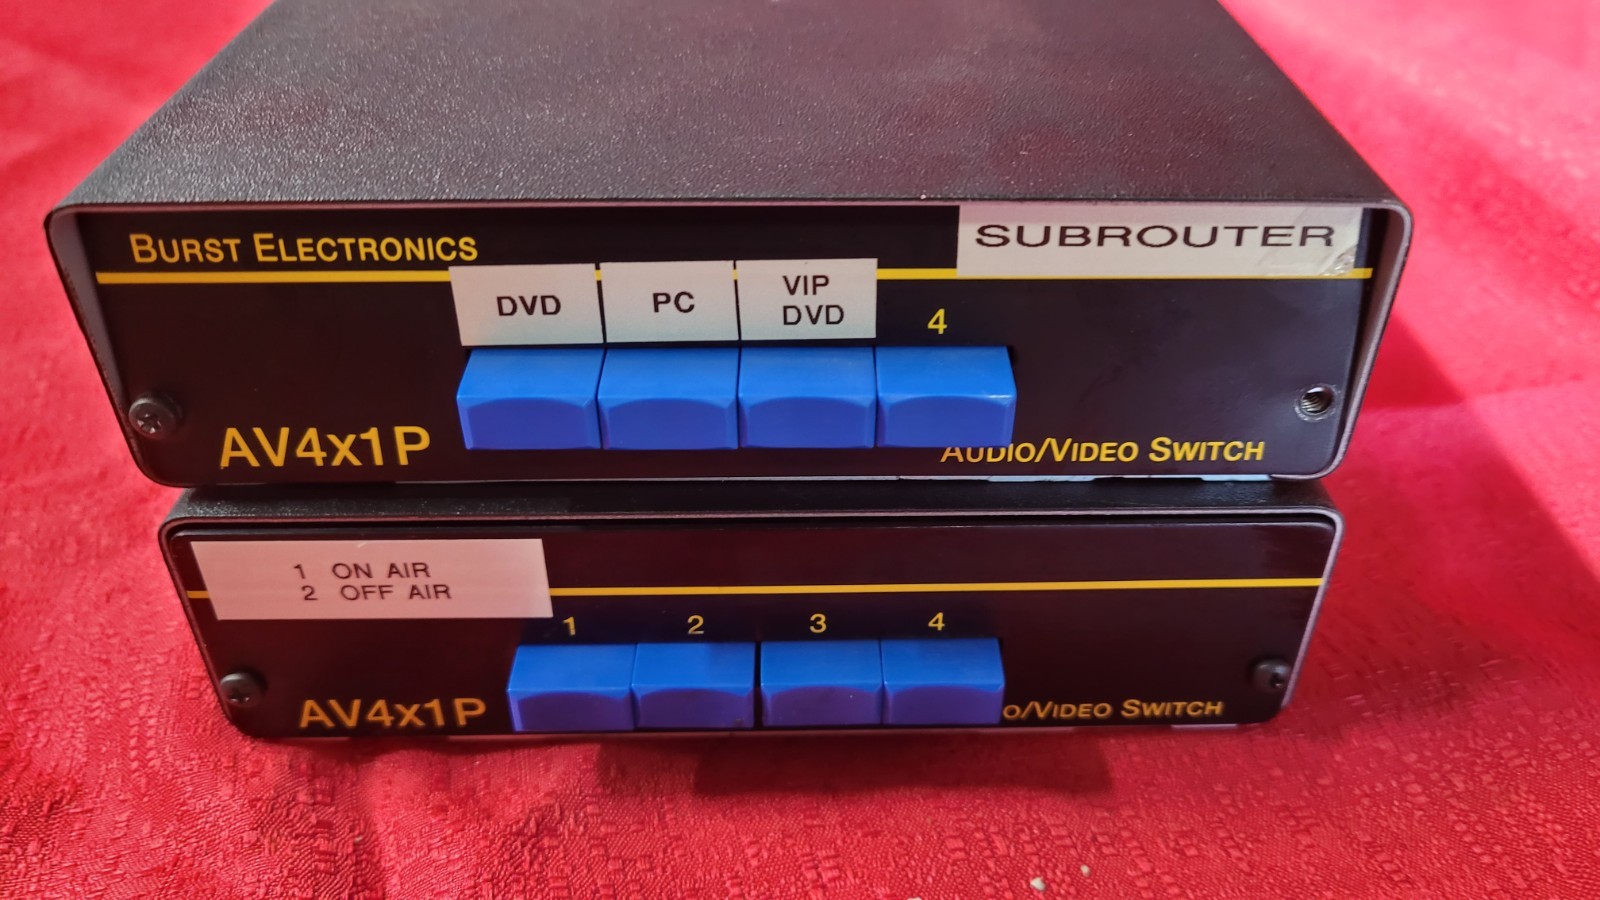 BURST ELECTRONICS
SUBROUTER
DVD
PC
VIP
DVD
4
AV4x1P
AUDIO/VIDEO SWITCH
1 ON AIR
2 OFF AIR
1
2
3
4
AV4x1P
O/VIDEO SWITCH